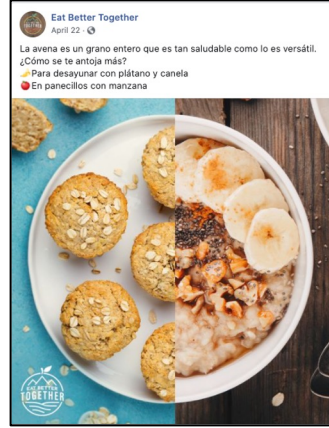 Eat Better Together
April 22
La avena es un grano entero que es tan saludable como lo es versátil.
¿Cómo se te antoja más?
🍌Para desayunar con plátano y canela
🍎En panecillos con manzana
EAT BETTER
TOGETHER